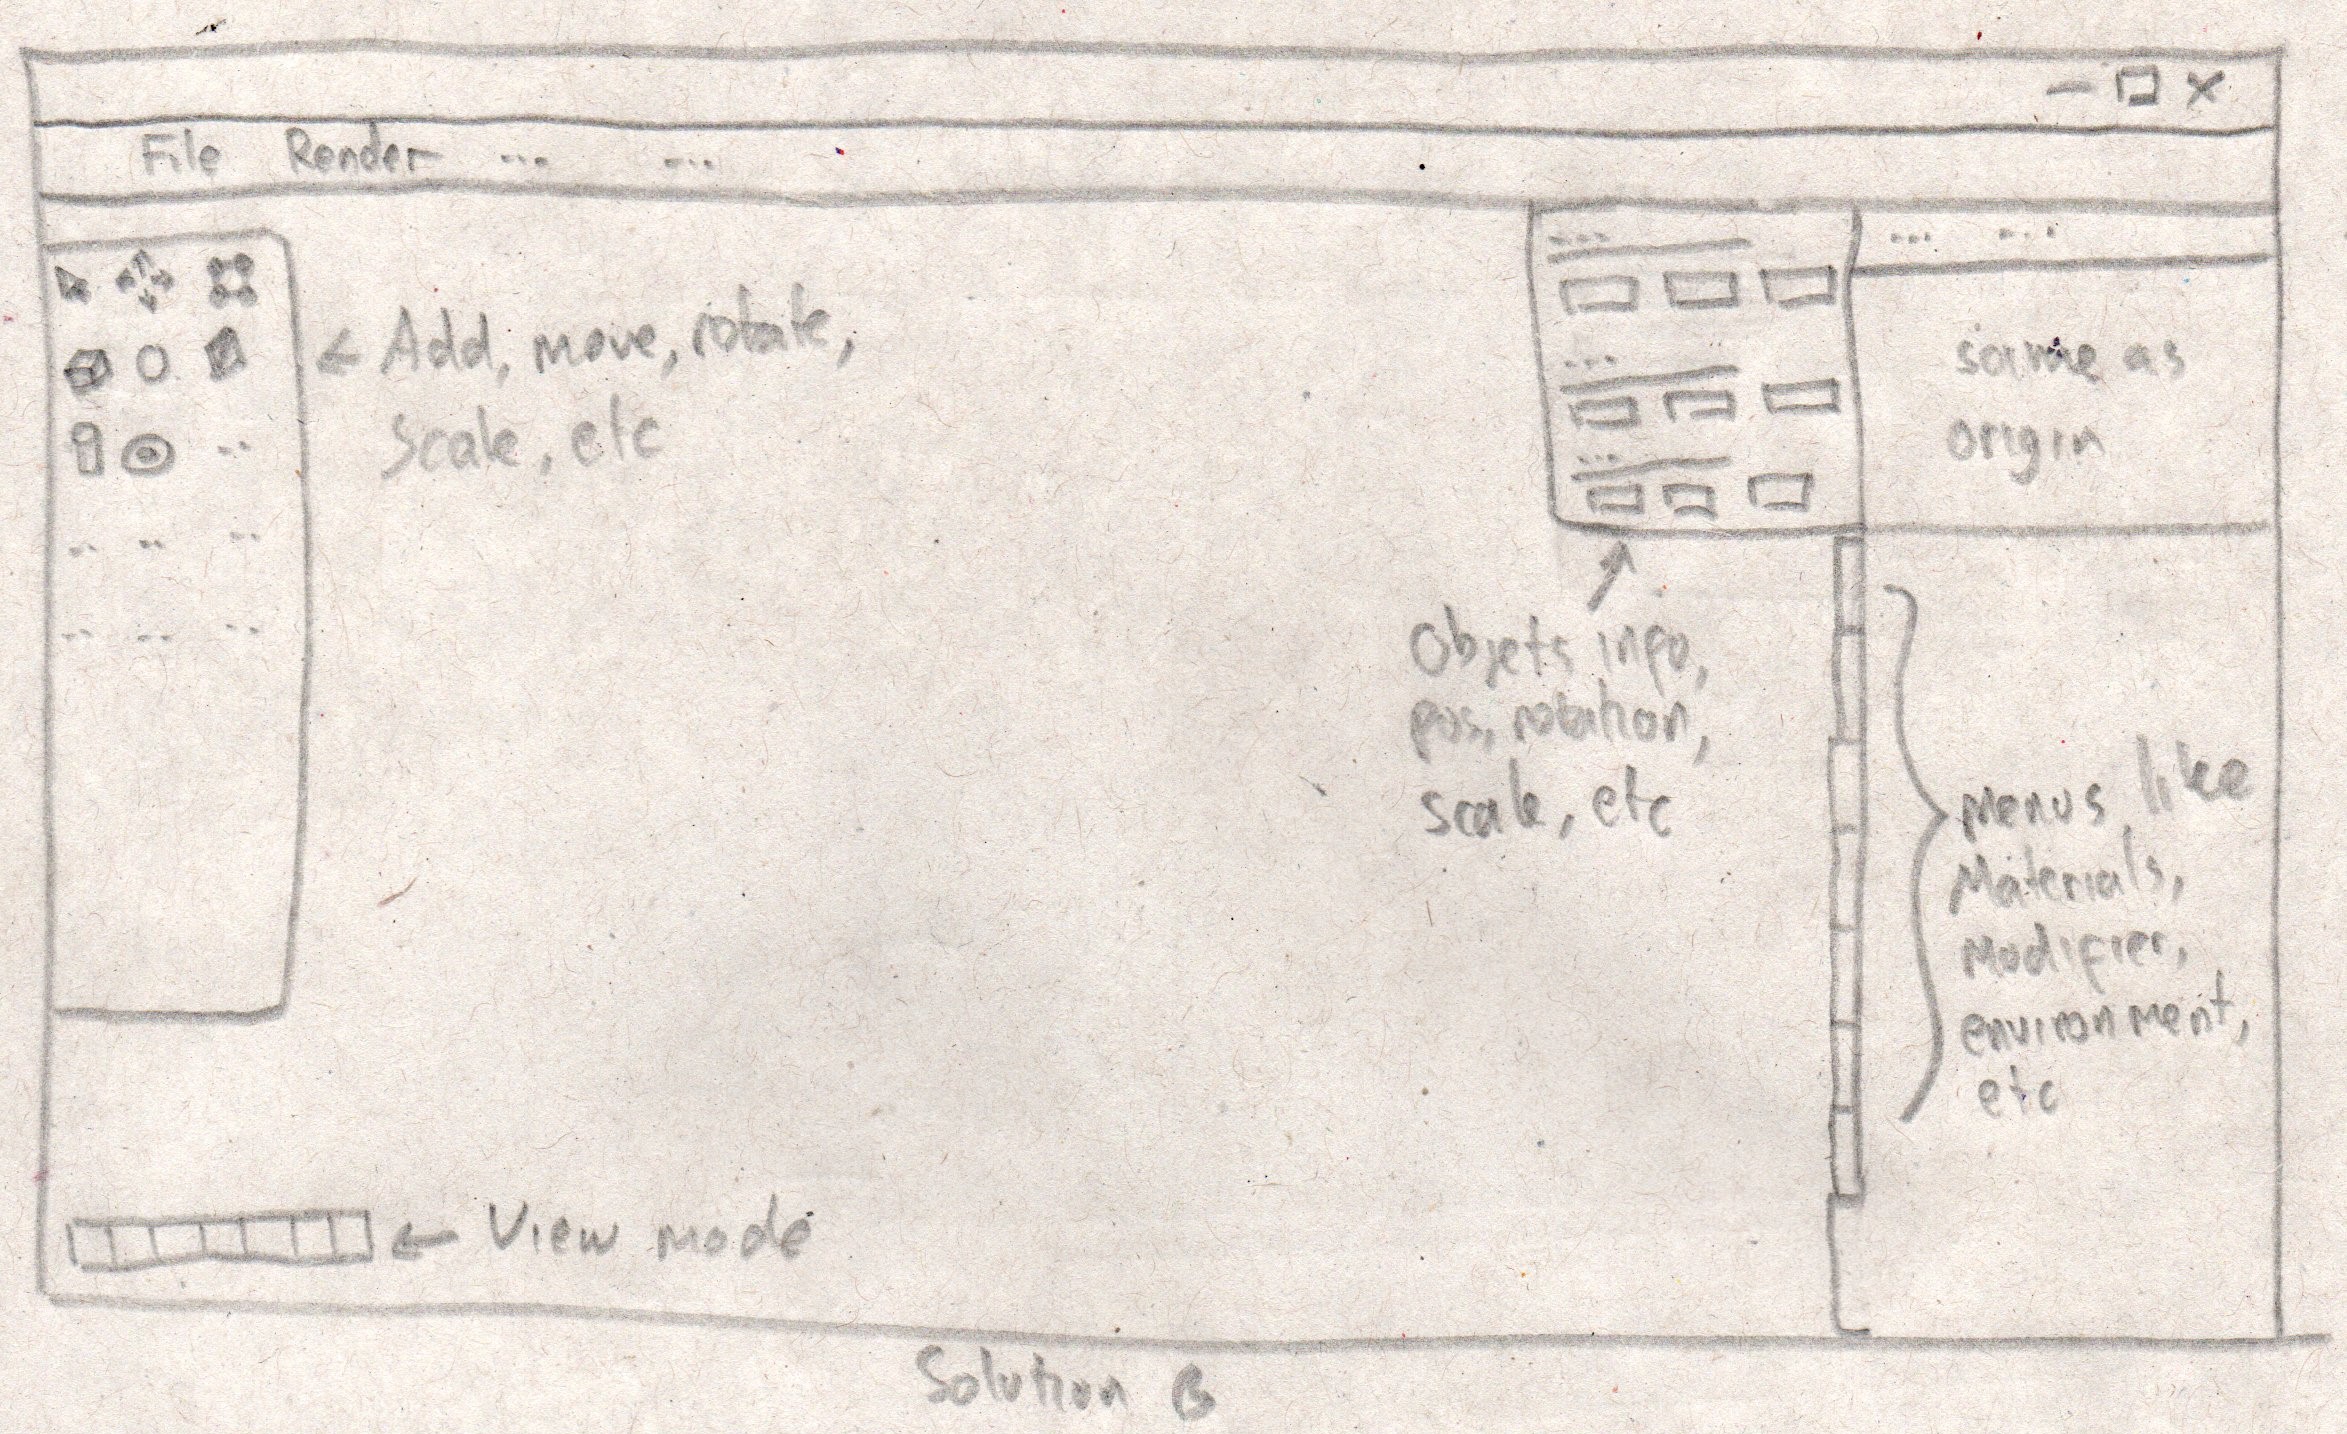 File Render ... ...
... ...
Add, move, rotate,
scale, etc
same as
origin
Objets info,
pos, rotation,
scale, etc
menus, like
Materials,
Modifier,
environment,
etc
View mode
Solution B